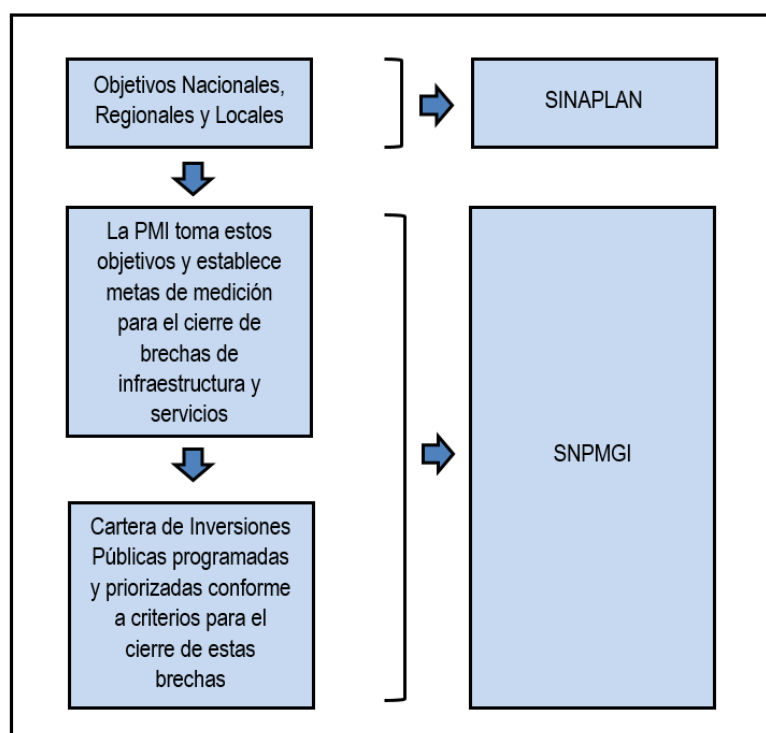 Objetivos Nacionales,
Regionales y Locales
SINAPLAN
La PMI toma estos
objetivos y establece
metas de medición
para el cierre de
brechas de
infraestructura y
servicios
SNPMGI
Cartera de Inversiones
Públicas programadas
y priorizadas conforme
a criterios para el
cierre de estas
brechas